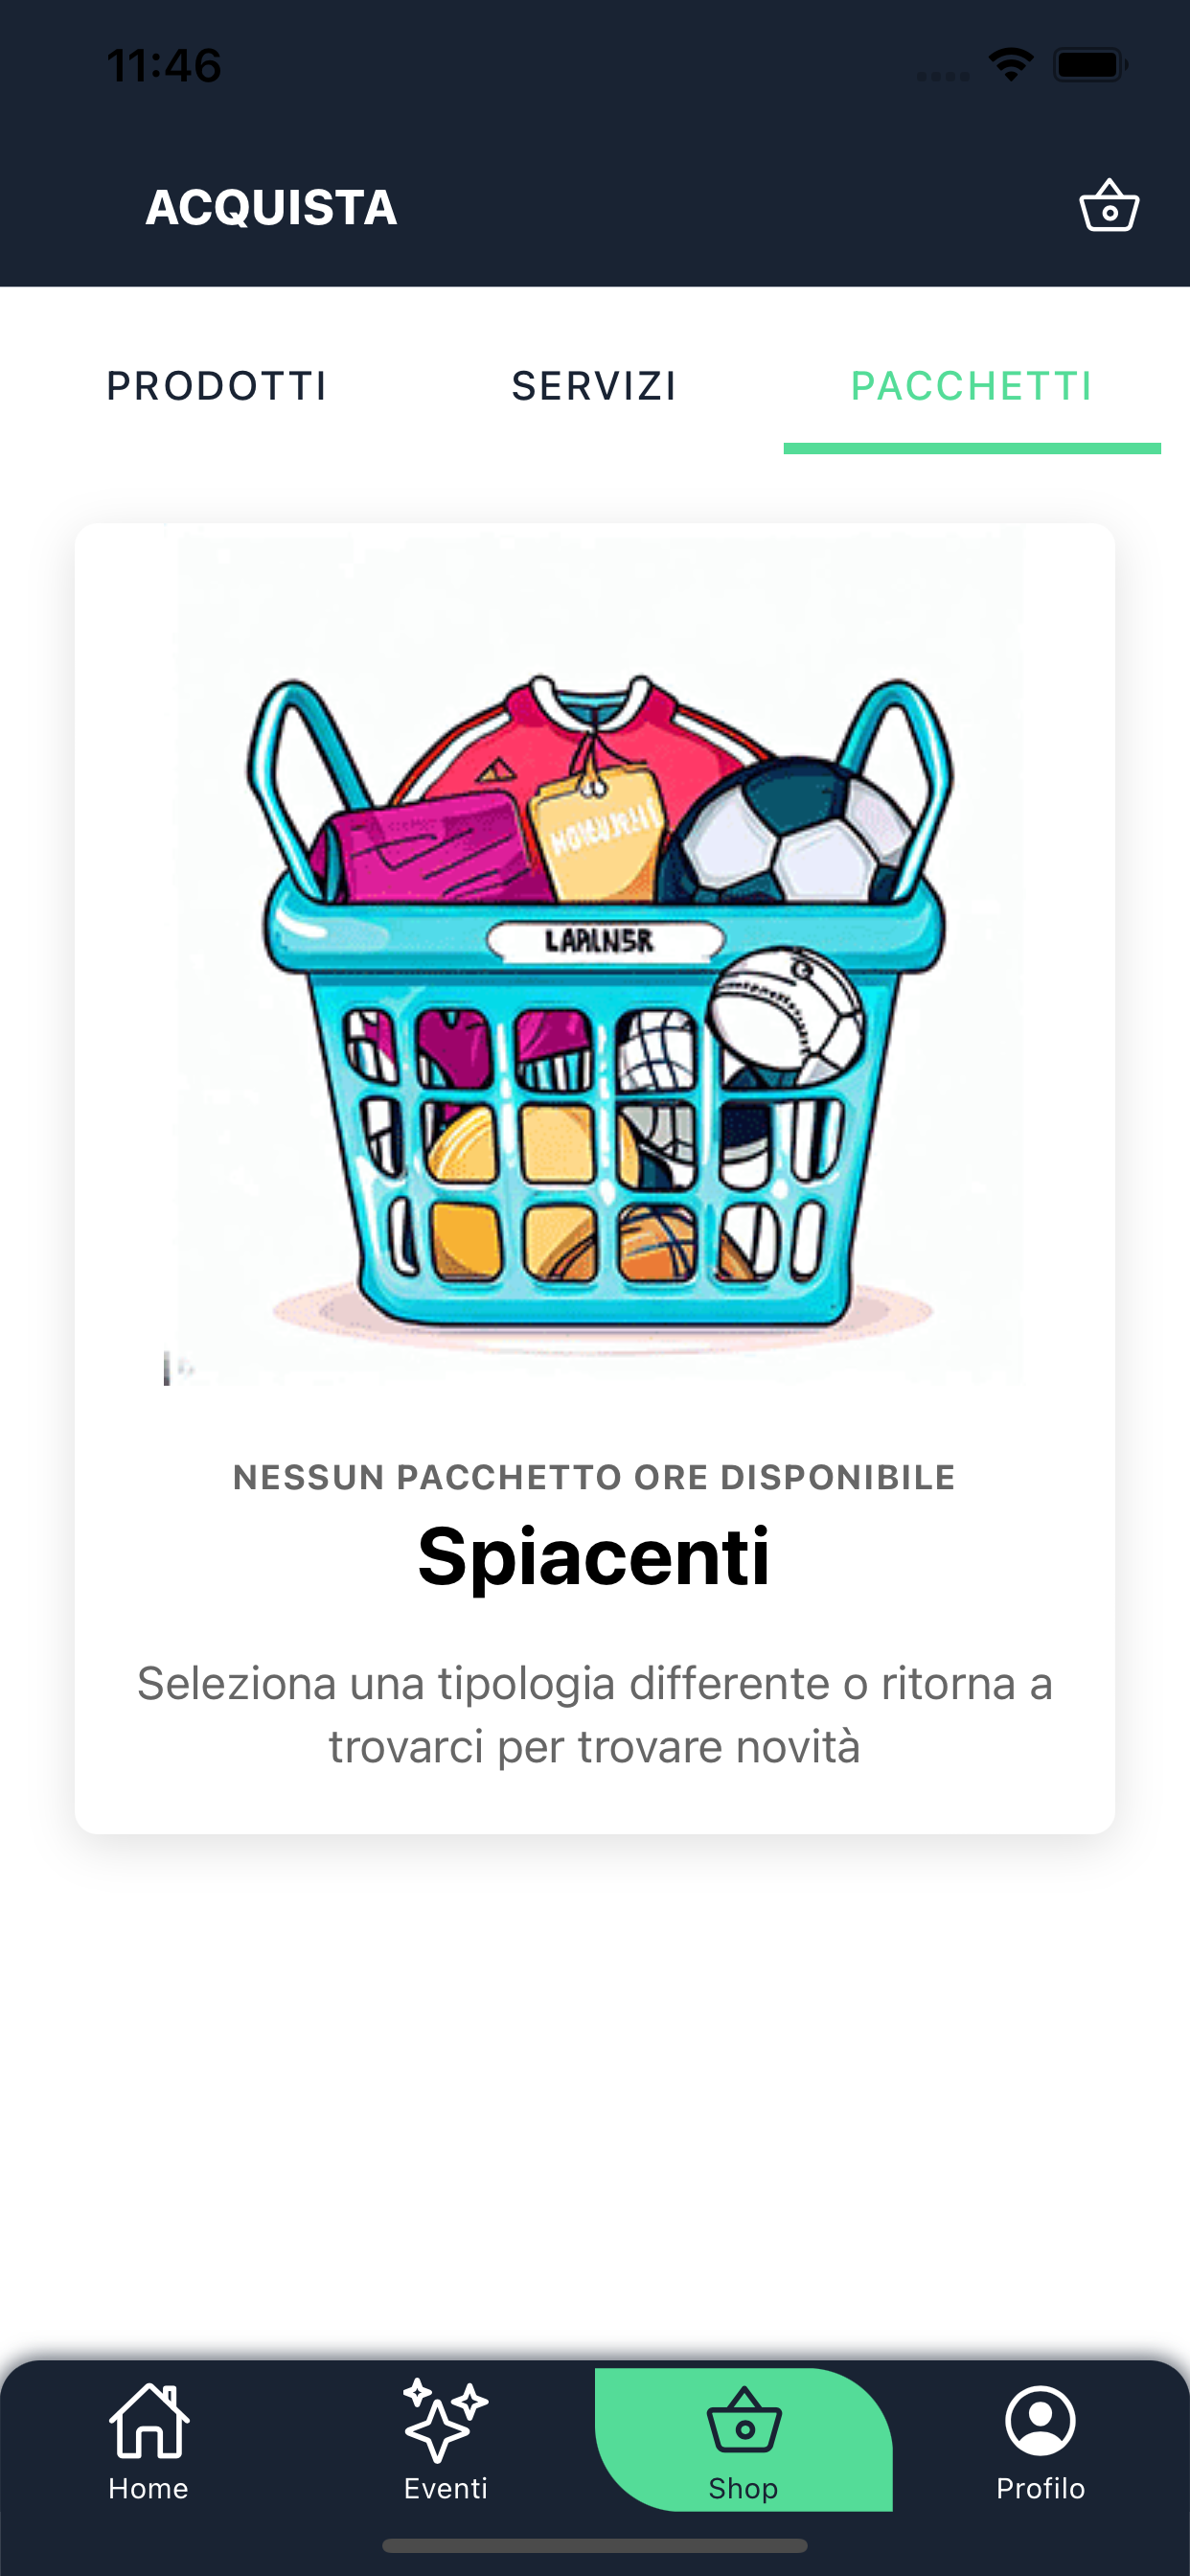 11:46
ACQUISTA
PRODOTTI
SERVIZI
PACCHETTI
NESSUN PACCHETTO ORE DISPONIBILE
Spiacenti
Seleziona una tipologia differente o ritorna a
trovarci per trovare novità
Home
Eventi
Shop
Profilo